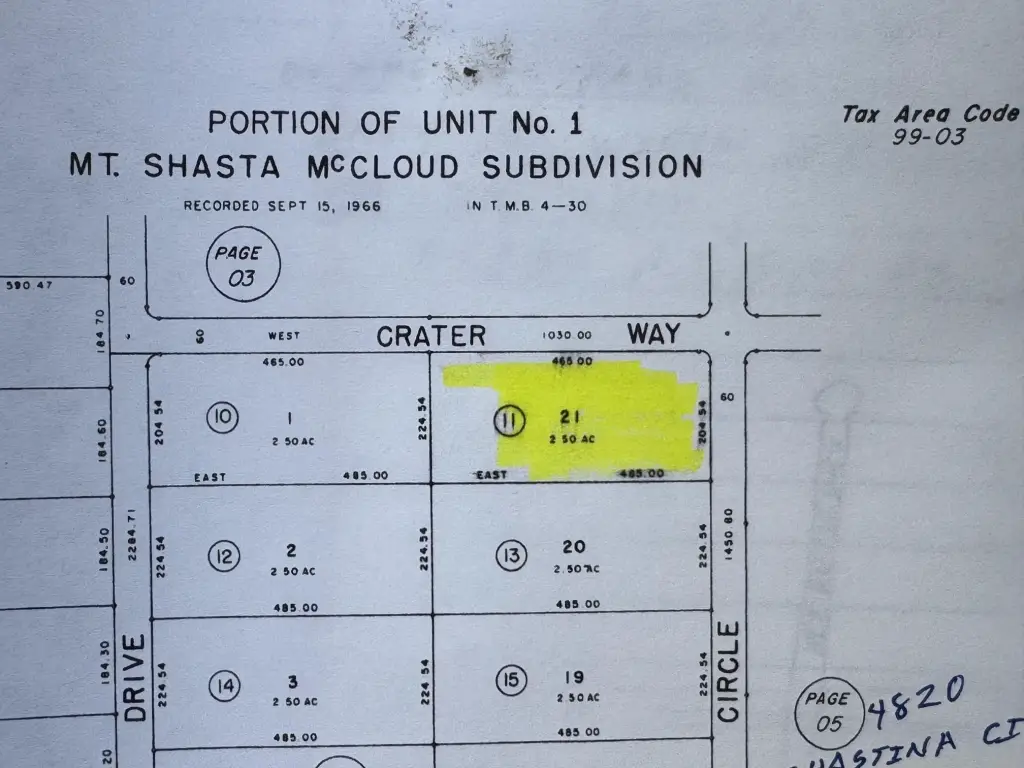 PORTION OF UNIT No. 1
MT. SHASTA McCLOUD SUBDIVISION
RECORDED SEPT 15, 1966 IN T.M.B. 4-30
Tax Area Code
99-03
PAGE
03
590 47
60
184.70
60 WEST CRATER 1030 00 WAY
465.00
465 00
204 54
10
1
2 50 AC
224 54
11
21
2 50 AC
204 54
60
184.60
EAST 485 00
EAST 485.00
2284.71
184.50
224.54
12
2
2 50 AC
224.54
13
20
2.50 AC
224 54
1450 80
485.00
485.00
184.30
DRIVE
224.54
14
3
2 50 AC
224 54
15
19
2 50 AC
224.54
CIRCLE
485.00
485 00
20
PAGE
05
4820
SHASTINA CI